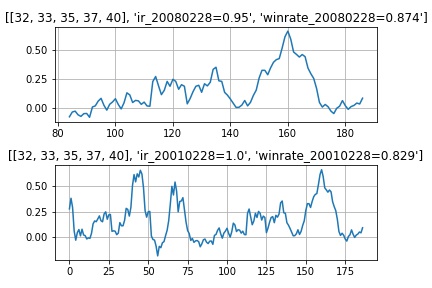 [[32, 33, 35, 37, 40], 'ir_20080228=0.95', 'winrate_20080228=0.874']
0.50
0.25
0.00
80 100 120 140 160 180
[[32, 33, 35, 37, 40], 'ir_20010228=1.0', 'winrate_20010228=0.829']
0.50
0.25
0.00
0 25 50 75 100 125 150 175